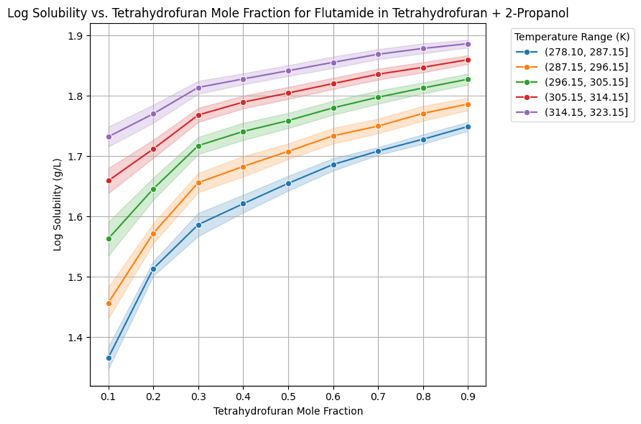 Log Solubility vs. Tetrahydrofuran Mole Fraction for Flutamide in Tetrahydrofuran + 2-Propanol
Temperature Range (K)
(278.10, 287.15]
(287.15, 296.15]
(296.15, 305.15]
(305.15, 314.15]
(314.15, 323.15]
Log Solubility (g/L)
1.9
1.8
1.7
1.6
1.5
1.4
0.1 0.2 0.3 0.4 0.5 0.6 0.7 0.8 0.9
Tetrahydrofuran Mole Fraction